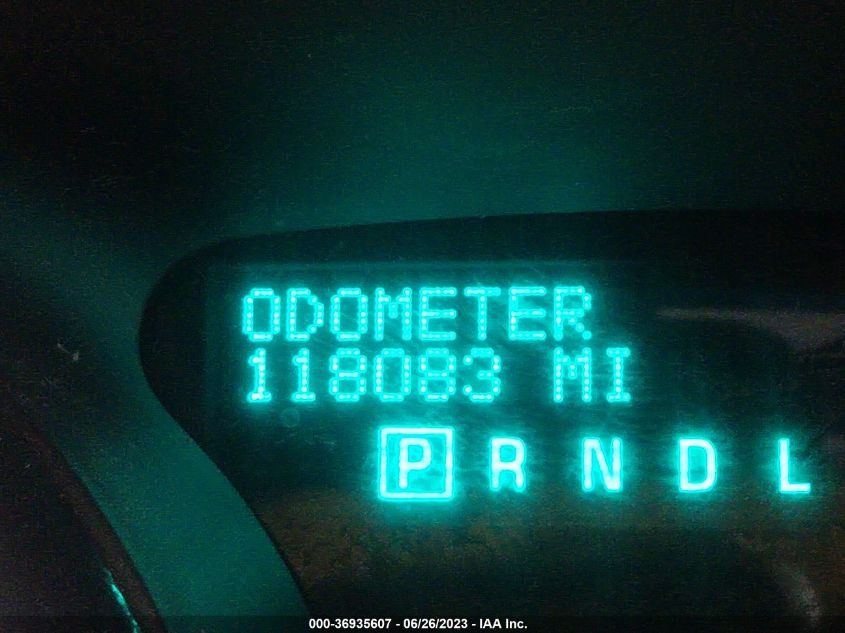 ODOMETER
118083 MI
P R N D L
000-36935607 - 06/26/2023 - IAA Inc.